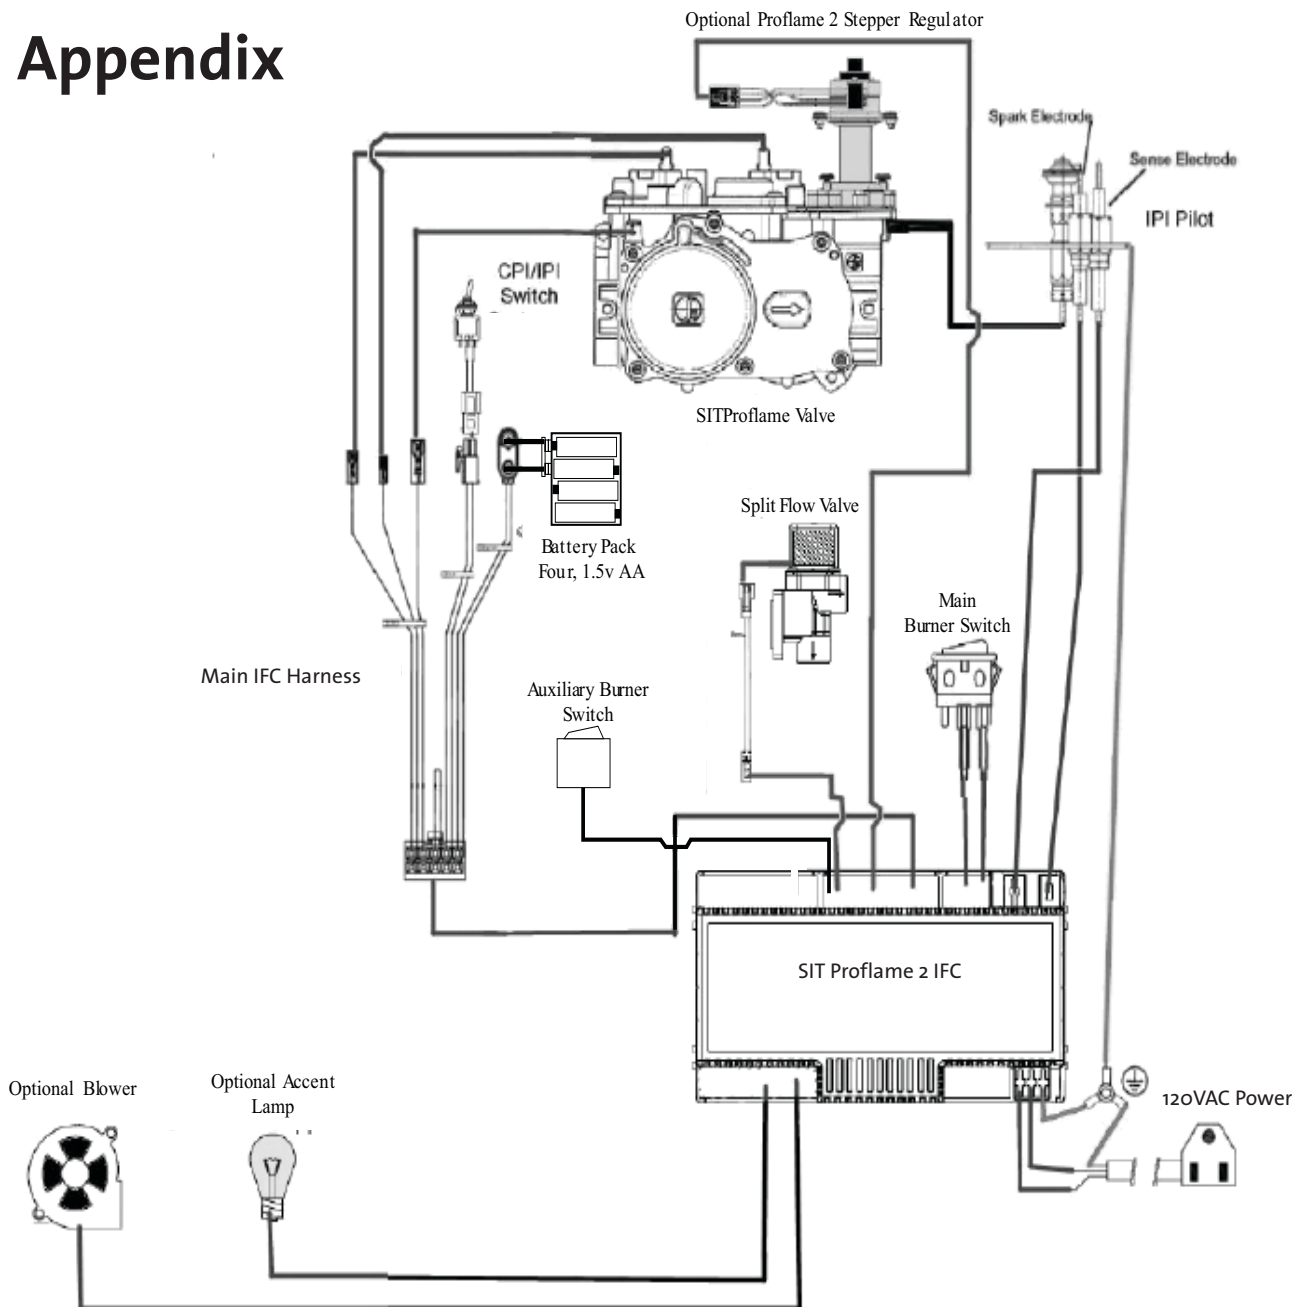 Appendix
Optional Proflame 2 Stepper Regulator
Spark Electrode
Sense Electrode
IPI Pilot
CPI/IPI
Switch
SITProflame Valve
Split Flow Valve
Battery Pack
Four, 1.5v AA
Main
Burner Switch
Main IFC Harness
Auxiliary Burner
Switch
SIT Proflame 2 IFC
Optional Blower
Optional Accent
Lamp
120VAC Power